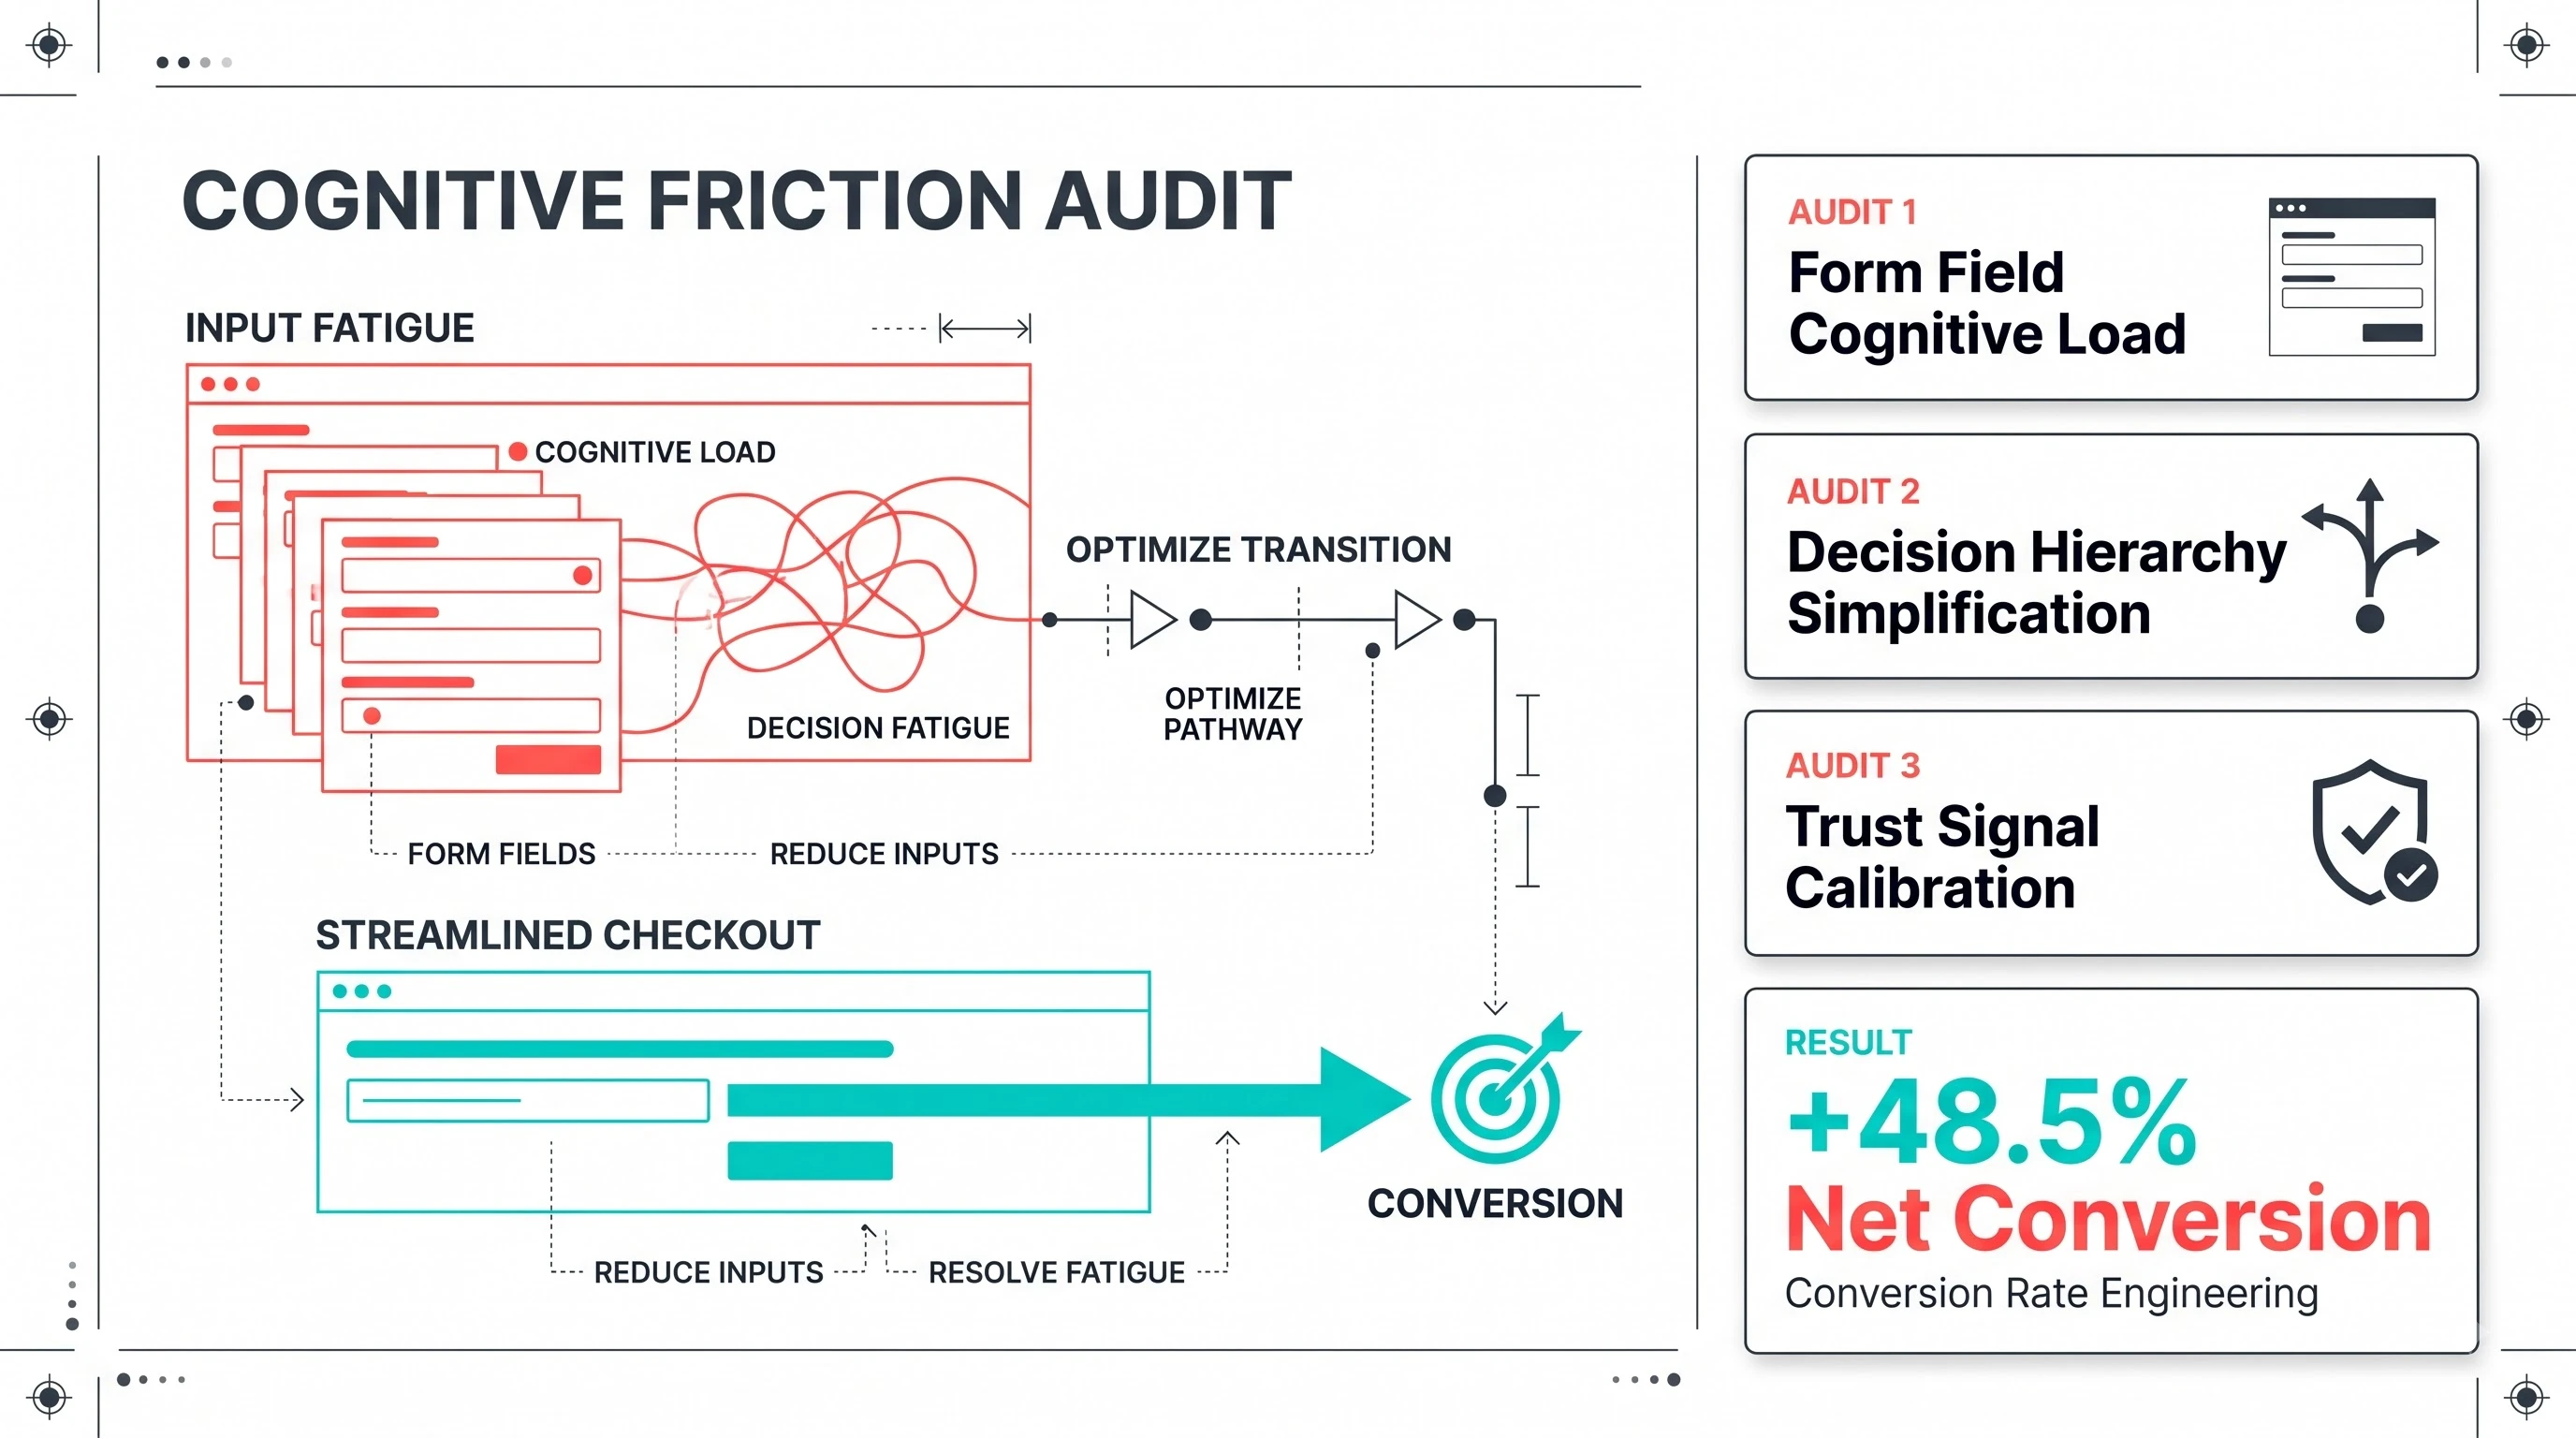 COGNITIVE FRICTION AUDIT
INPUT FATIGUE
COGNITIVE LOAD
DECISION FATIGUE
OPTIMIZE TRANSITION
OPTIMIZE
PATHWAY
FORM FIELDS
REDUCE INPUTS
STREAMLINED CHECKOUT
CONVERSION
REDUCE INPUTS
RESOLVE FATIGUE
AUDIT 1
Form Field
Cognitive Load
AUDIT 2
Decision Hierarchy
Simplification
AUDIT 3
Trust Signal
Calibration
RESULT
+48.5%
Net Conversion
Conversion Rate Engineering